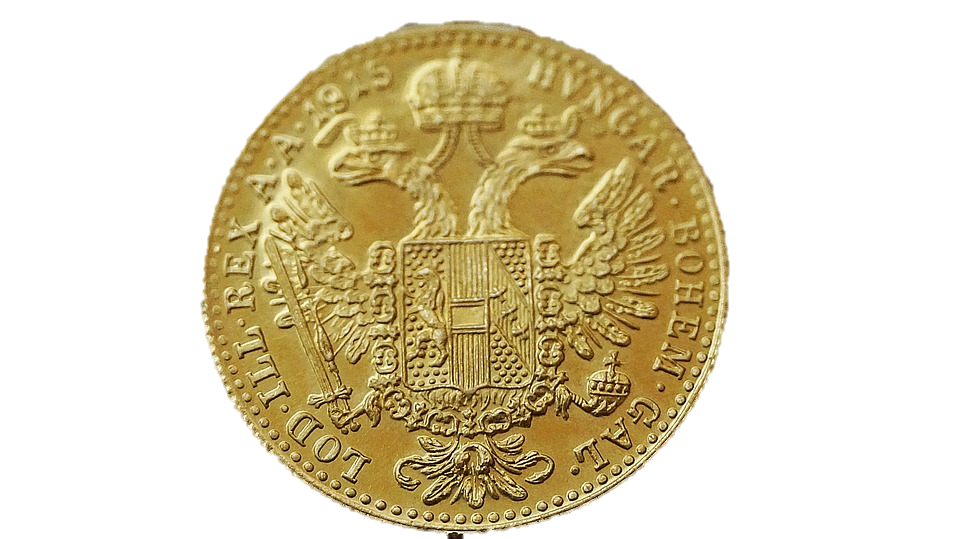 HVNGAR · BOHEM · GAL ·
LOD · ILL · REX A · A · 1915